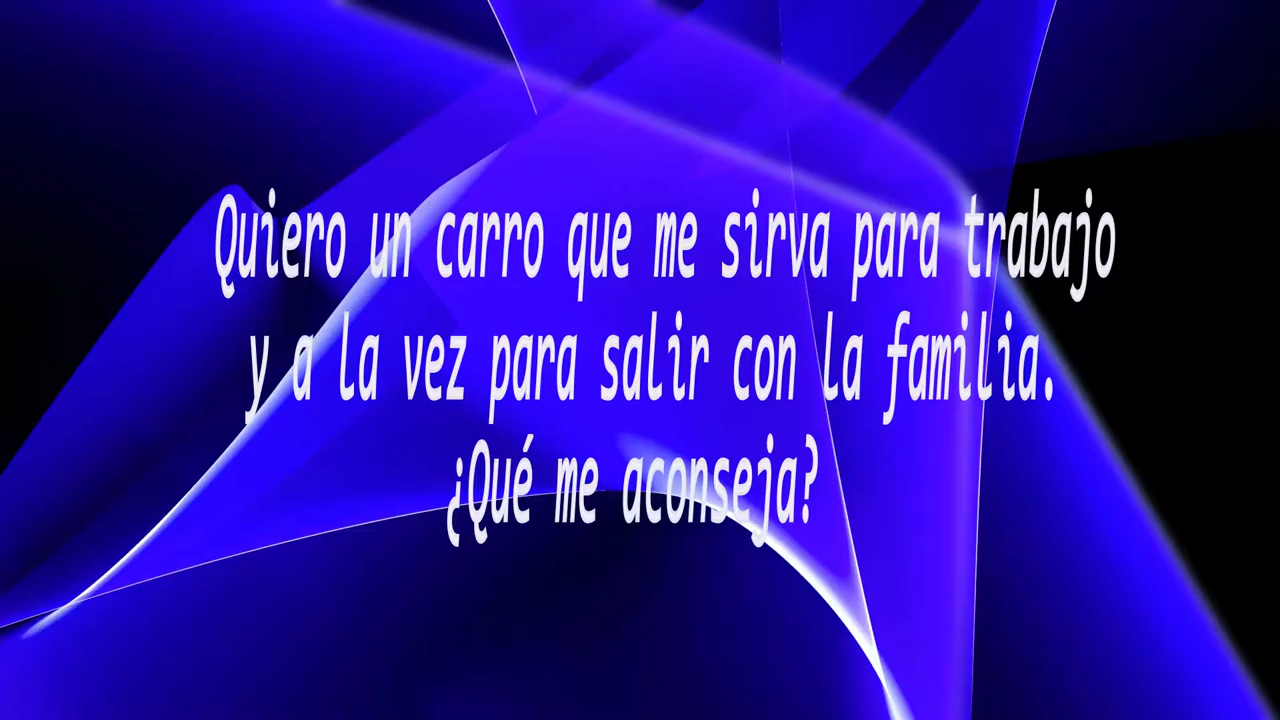 Quiero un carro que me sirva para trabajo
y a la vez para salir con la familia.
¿Qué me aconseja?